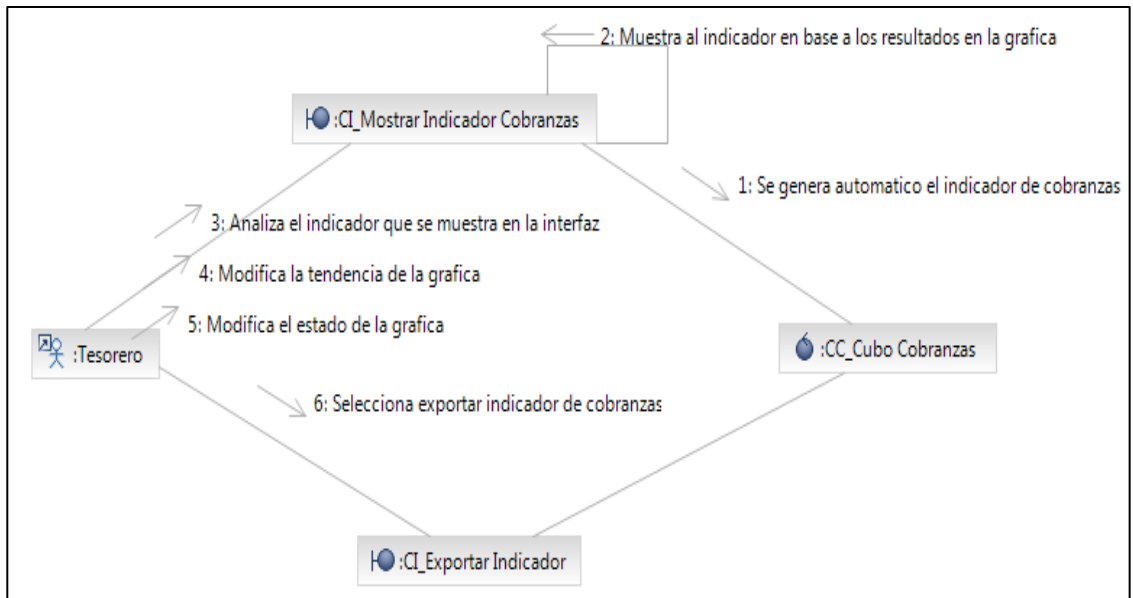 2: Muestra al indicador en base a los resultados en la grafica
:CI_Mostrar Indicador Cobranzas
1: Se genera automatico el indicador de cobranzas
3: Analiza el indicador que se muestra en la interfaz
4: Modifica la tendencia de la grafica
5: Modifica el estado de la grafica
:Tesorero
:CC_Cubo Cobranzas
6: Selecciona exportar indicador de cobranzas
:CI_Exportar Indicador